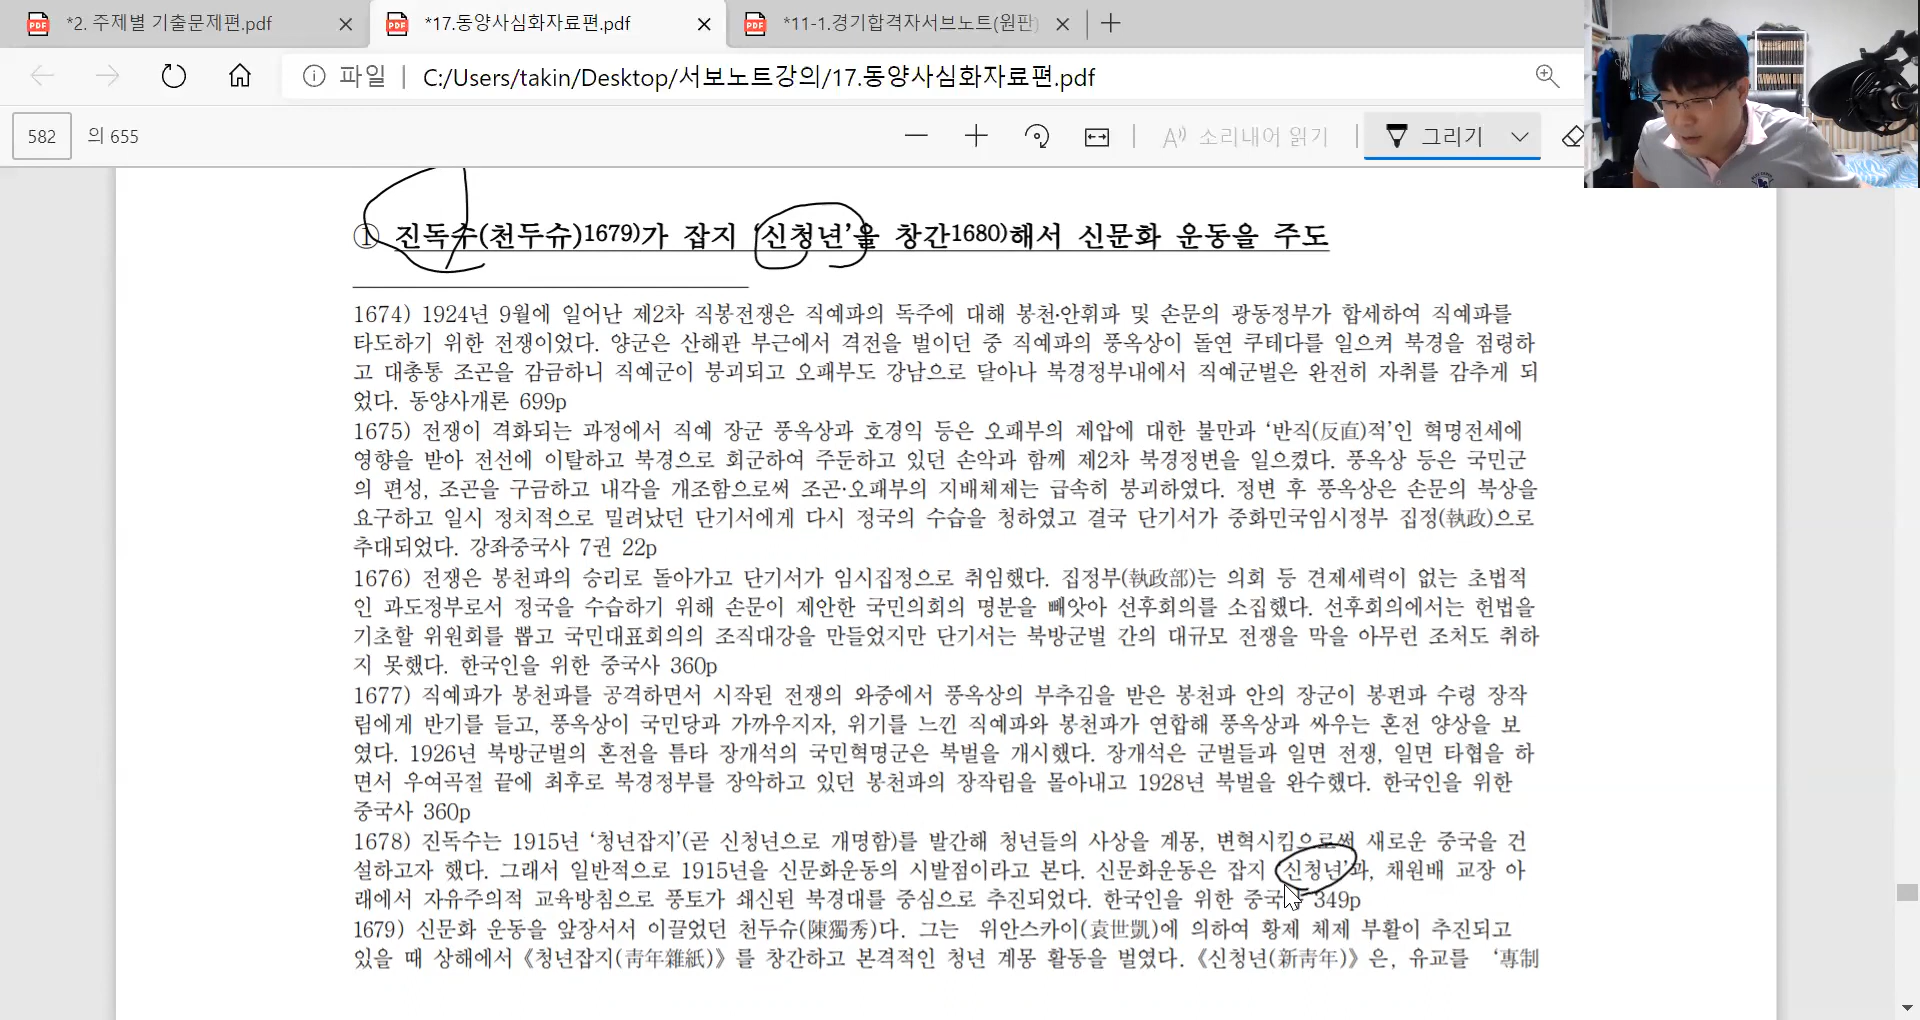 *2. 주제별 기출문제편.pdf
*17.동양사심화자료편.pdf
*11-1.경기합격자서브노트(원판)
파일
C:/Users/takin/Desktop/서보노트강의/17.동양사심화자료편.pdf
582 의 655
소리내어 읽기
그리기
① 진독수(천두슈)1679)가 잡지 ‘신청년’을 창간1680)해서 신문화 운동을 주도
1674) 1924년 9월에 일어난 제2차 직봉전쟁은 직예파의 독주에 대해 봉천·안휘파 및 손문의 광동정부가 합세하여 직예파를
타도하기 위한 전쟁이었다. 양군은 산해관 부근에서 격전을 벌이던 중 직예파의 풍옥상이 돌연 쿠테다를 일으켜 북경을 점령하
고 대총통 조곤을 감금하니 직예군이 붕괴되고 오패부도 강남으로 달아나 북경정부내에서 직예군벌은 완전히 자취를 감추게 되
었다. 동양사개론 699p
1675) 전쟁이 격화되는 과정에서 직예 장군 풍옥상과 호경익 등은 오패부의 제압에 대한 불만과 ‘반직(反直)적’인 혁명전세에
영향을 받아 전선에 이탈하고 북경으로 회군하여 주둔하고 있던 손악과 함께 제2차 북경정변을 일으켰다. 풍옥상 등은 국민군
의 편성, 조곤을 구금하고 내각을 개조함으로써 조곤·오패부의 지배체제는 급속히 붕괴하였다. 정변 후 풍옥상은 손문의 북상을
요구하고 일시 정치적으로 밀려났던 단기서에게 다시 정국의 수습을 청하였고 결국 단기서가 중화민국임시정부 집정(執政)으로
추대되었다. 강좌중국사 7권 22p
1676) 전쟁은 봉천파의 승리로 돌아가고 단기서가 임시집정으로 취임했다. 집정부(執政部)는 의회 등 견제세력이 없는 초법적
인 과도정부로서 정국을 수습하기 위해 손문이 제안한 국민의회의 명분을 빼앗아 선후회의를 소집했다. 선후회의에서는 헌법을
기초할 위원회를 뽑고 국민대표회의의 조직대강을 만들었지만 단기서는 북방군벌 간의 대규모 전쟁을 막을 아무런 조처도 취하
지 못했다. 한국인을 위한 중국사 360p
1677) 직예파가 봉천파를 공격하면서 시작된 전쟁의 와중에서 풍옥상의 부추김을 받은 봉천파 안의 장군이 봉편파 수령 장작
림에게 반기를 들고, 풍옥상이 국민당과 가까우지자, 위기를 느낀 직예파와 봉천파가 연합해 풍옥상과 싸우는 혼전 양상을 보
였다. 1926년 북방군벌의 혼전을 틈타 장개석의 국민혁명군은 북벌을 개시했다. 장개석은 군벌들과 일면 전쟁, 일면 타협을 하
면서 우여곡절 끝에 최후로 북경정부를 장악하고 있던 봉천파의 장작림을 몰아내고 1928년 북벌을 완수했다. 한국인을 위한
중국사 360p
1678) 진독수는 1915년 ‘청년잡지’(곧 신청년으로 개명함)를 발간해 청년들의 사상을 계몽, 변혁시킴으로써 새로운 중국을 건
설하고자 했다. 그래서 일반적으로 1915년을 신문화운동의 시발점이라고 본다. 신문화운동은 잡지 ‘신청년’과, 채원배 교장 아
래에서 자유주의적 교육방침으로 풍토가 쇄신된 북경대를 중심으로 추진되었다. 한국인을 위한 중국 349p
1679) 신문화 운동을 앞장서서 이끌었던 천두슈(陳獨秀)다. 그는 위안스카이(袁世凱)에 의하여 황제 체제 부활이 추진되고
있을 때 상해에서《청년잡지(靑年雜紙)》를 창간하고 본격적인 청년 계몽 활동을 벌였다.《신청년(新靑年)》은, 유교를 ‘專制